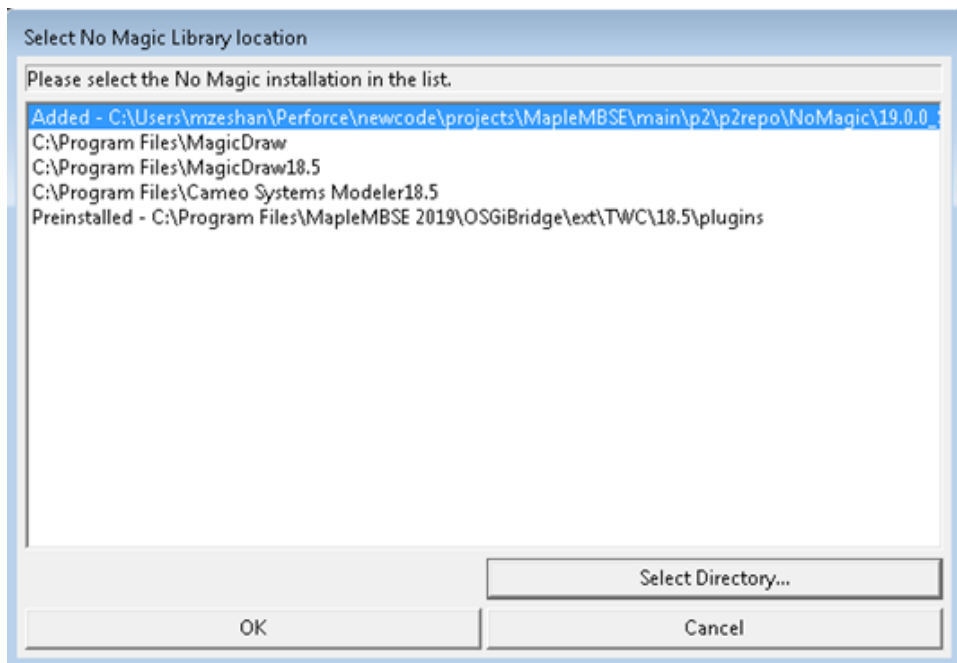 Select No Magic Library location
Please select the No Magic installation in the list.
Added - C:\Users\mzeshan\Perforce\newcode\projects\MapleMBSE\main\p2\p2repo\NoMagic\19.0.0_
C:\Program Files\MagicDraw
C:\Program Files\MagicDraw18.5
C:\Program Files\Cameo Systems Modeler18.5
Preinstalled - C:\Program Files\MapleMBSE 2019\OSGiBridge\ext\TWC\18.5\plugins
Select Directory...
OK
Cancel